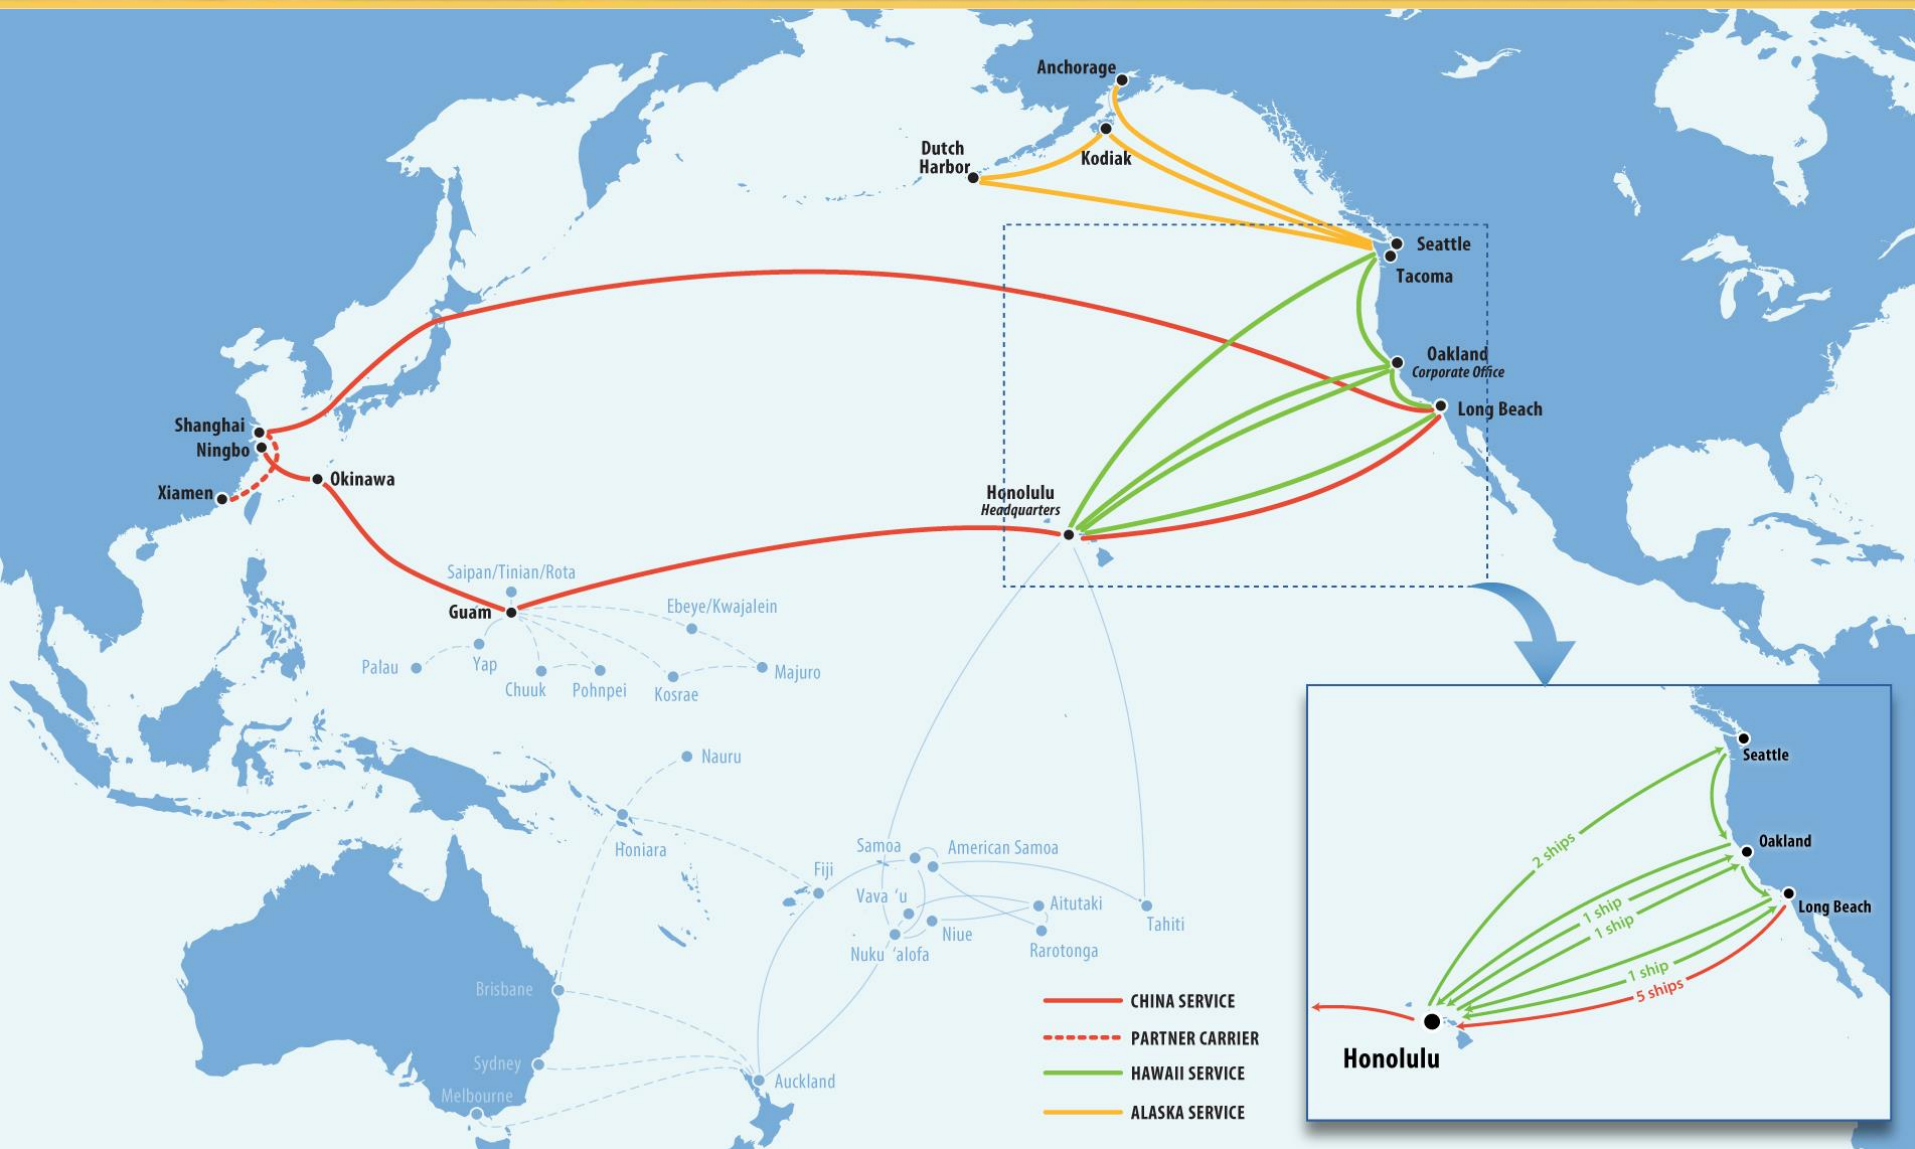 Anchorage
Dutch
Harbor
Kodiak
Seattle
Tacoma
Oakland
Corporate Office
Long Beach
Shanghai
Ningbo
Okinawa
Xiamen
Honolulu
Headquarters
Saipan/Tinian/Rota
Guam
Ebeye/Kwajalein
Palau
Yap
Chuuk
Pohnpei
Kosrae
Majuro
Nauru
Honiara
Fiji
Samoa
American Samoa
Vava 'u
Aitutaki
Niue
Tahiti
Nuku 'alofa
Rarotonga
Brisbane
Sydney
Melbourne
Auckland
CHINA SERVICE
PARTNER CARRIER
HAWAII SERVICE
ALASKA SERVICE
Seattle
2 ships
Oakland
1 ship
1 ship
Long Beach
1 ship
5 ships
Honolulu